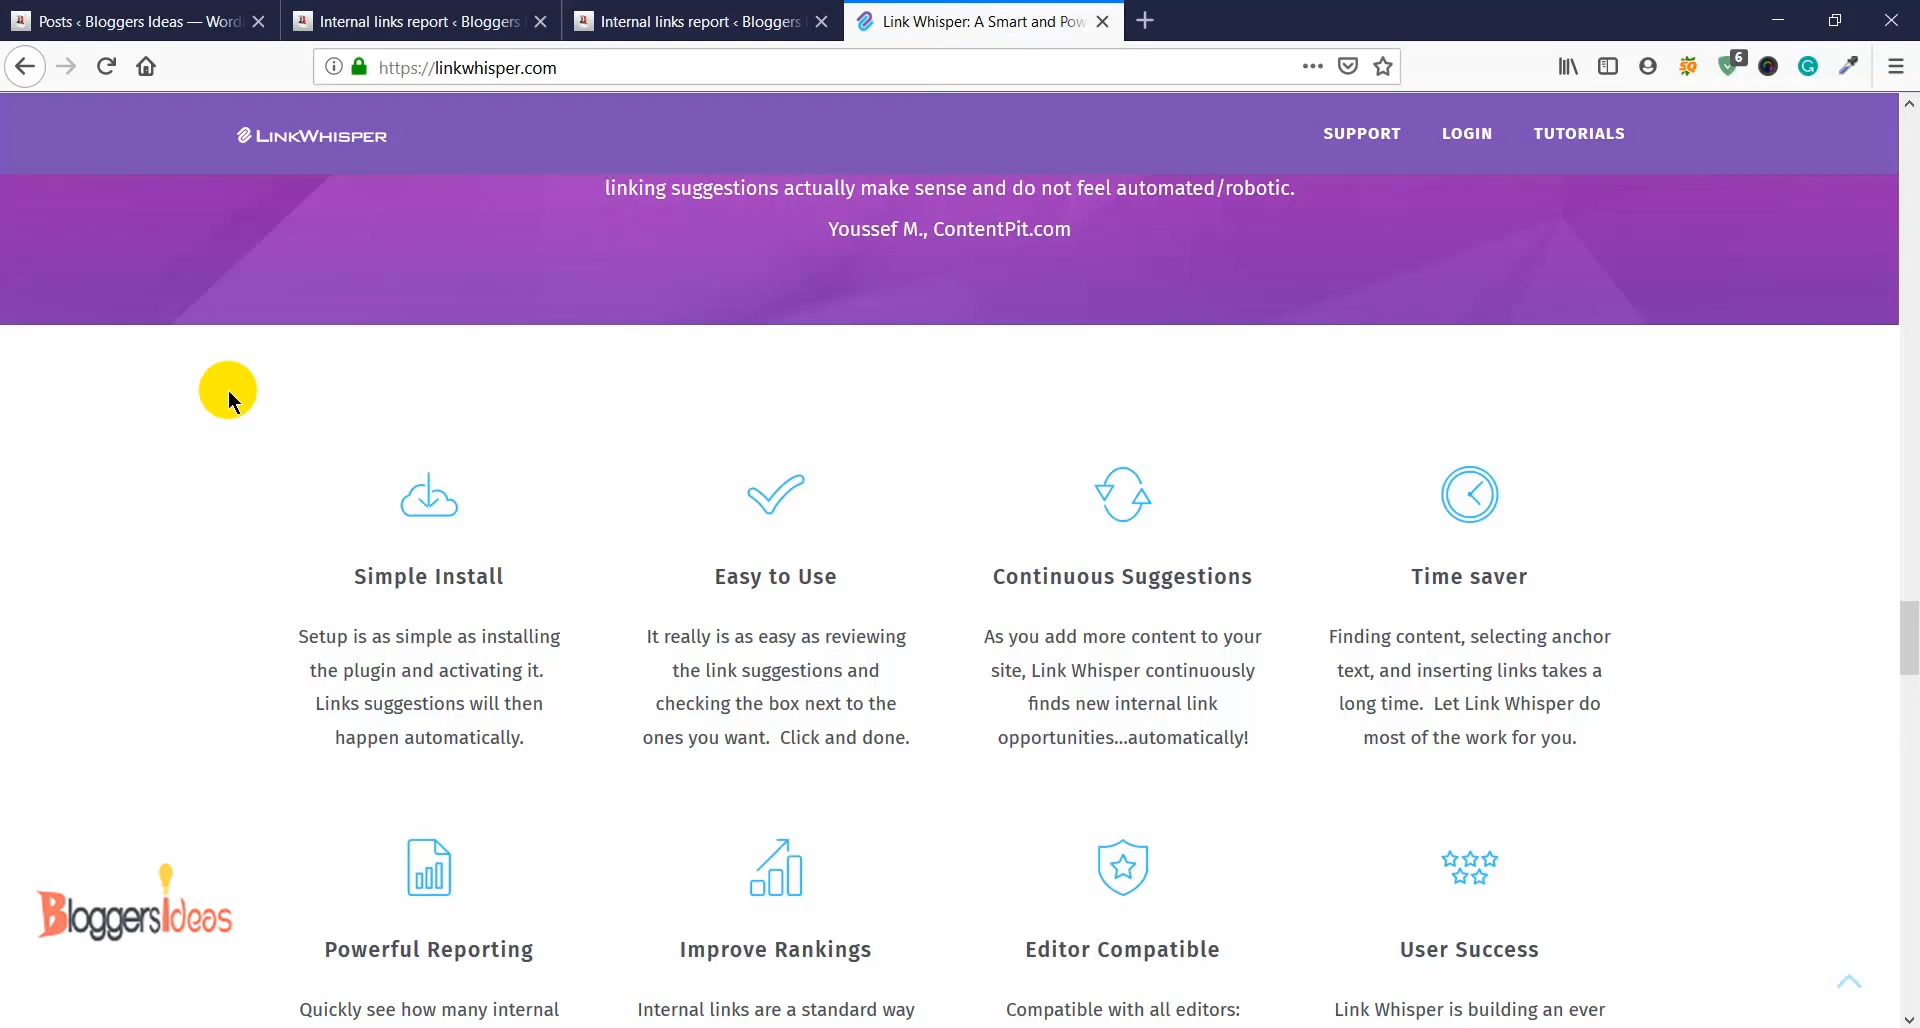 Posts ‹ Bloggers Ideas — Word
Internal links report ‹ Bloggers
Internal links report ‹ Bloggers
Link Whisper: A Smart and Pow
https://linkwhisper.com
6
LINKWHISPER
SUPPORT
LOGIN
TUTORIALS
linking suggestions actually make sense and do not feel automated/robotic.
Youssef M., ContentPit.com
Simple Install
Setup is as simple as installing
the plugin and activating it.
Links suggestions will then
happen automatically.
Easy to Use
It really is as easy as reviewing
the link suggestions and
checking the box next to the
ones you want. Click and done.
Continuous Suggestions
As you add more content to your
site, Link Whisper continuously
finds new internal link
opportunities...automatically!
Time saver
Finding content, selecting anchor
text, and inserting links takes a
long time. Let Link Whisper do
most of the work for you.
BloggersIdeas
Powerful Reporting
Quickly see how many internal
Improve Rankings
Internal links are a standard way
Editor Compatible
Compatible with all editors:
User Success
Link Whisper is building an ever